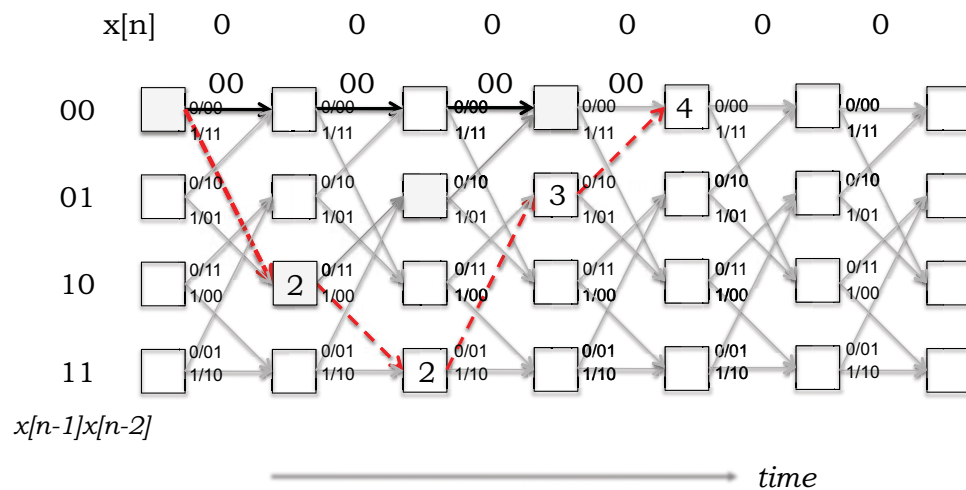 x[n] 0 0 0 0 0 0
00 00 00 00
00 0/00 0/00 0/00 0/00 4 0/00 0/00
1/11 1/11 1/11 1/11 1/11 1/11
01 0/10 0/10 0/10 3 0/10 0/10 0/10
1/01 1/01 1/01 1/01 1/01 1/01
10 0/11 2 0/11 0/11 0/11 0/11 0/11
1/00 1/00 1/00 1/00 1/00 1/00
11 0/01 0/01 2 0/01 0/01 0/01 0/01
1/10 1/10 1/10 1/10 1/10 1/10
x[n-1]x[n-2]
time